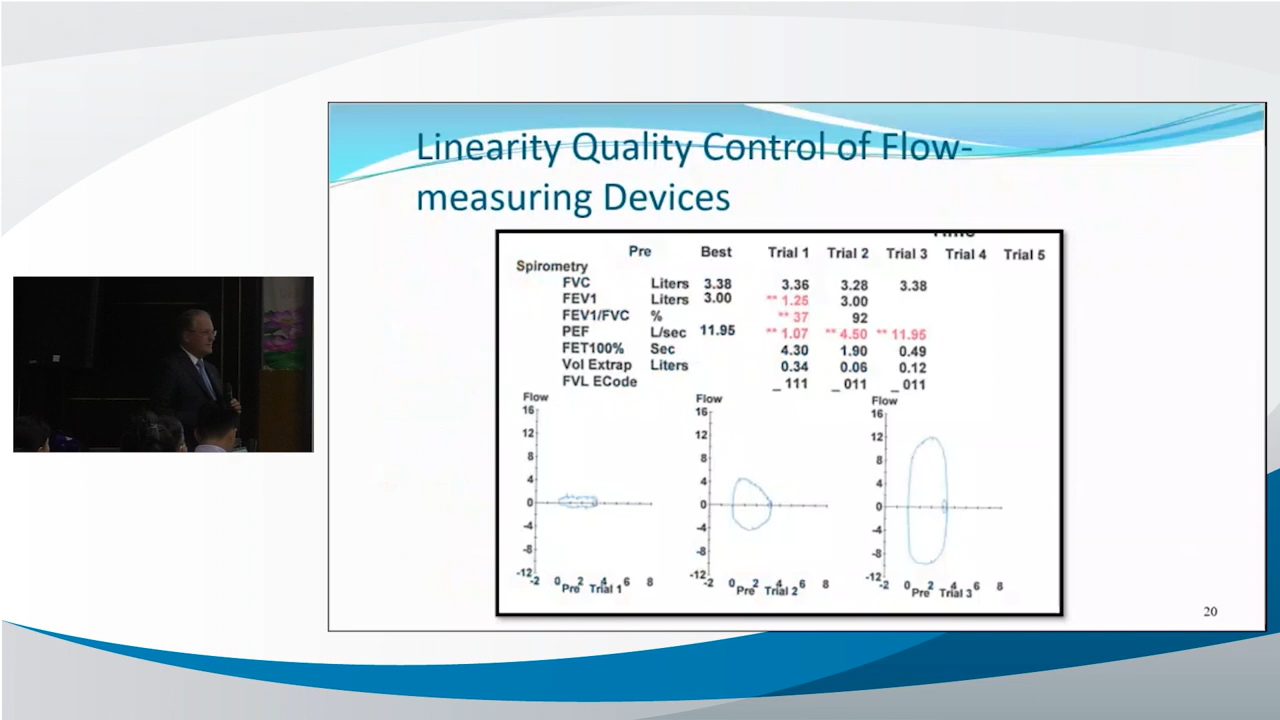 Linearity Quality Control of Flow-
measuring Devices
Pre Best Trial 1 Trial 2 Trial 3 Trial 4 Trial 5
Spirometry
FVC Liters 3.38 3.36 3.28 3.38
FEV1 Liters 3.00 ** 1.25 3.00
FEV1/FVC % ** 37 92
PEF L/sec 11.95 ** 1.07 ** 4.50 ** 11.95
FET100% Sec 4.30 1.90 0.49
Vol Extrap Liters 0.34 0.06 0.12
FVL ECode _ 111 _ 011 _ 011
Flow Flow Flow
16 16 16
12 12 12
8 8 8
4 4 4
0 0 0
-4 -4 -4
-8 -8 -8
-12 -12 -12
-2 0 2 4 6 8 -2 0 2 4 6 8 -2 0 2 4 6 8
Pre Trial 1 Pre Trial 2 Pre Trial 3
20